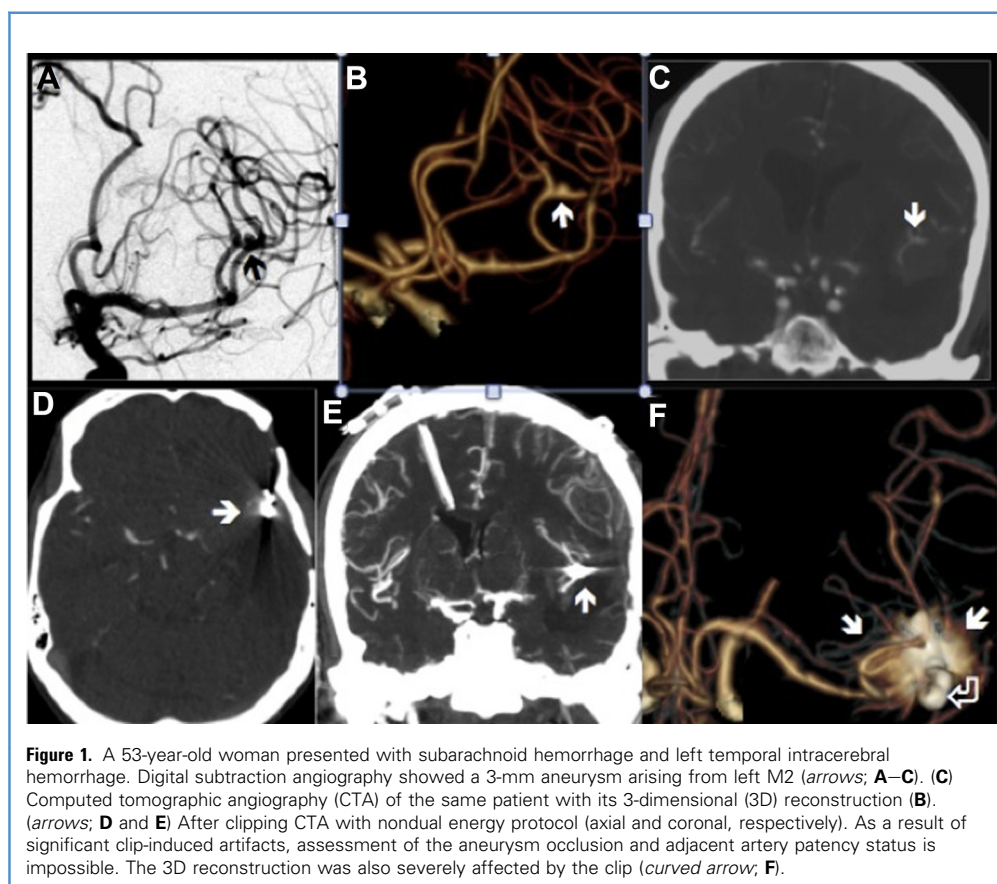 A
B
C
D
E
F
Figure 1. A 53-year-old woman presented with subarachnoid hemorrhage and left temporal intracerebral
hemorrhage. Digital subtraction angiography showed a 3-mm aneurysm arising from left M2 (arrows; A–C). (C)
Computed tomographic angiography (CTA) of the same patient with its 3-dimensional (3D) reconstruction (B).
(arrows; D and E) After clipping CTA with nondual energy protocol (axial and coronal, respectively). As a result of
significant clip-induced artifacts, assessment of the aneurysm occlusion and adjacent artery patency status is
impossible. The 3D reconstruction was also severely affected by the clip (curved arrow; F).